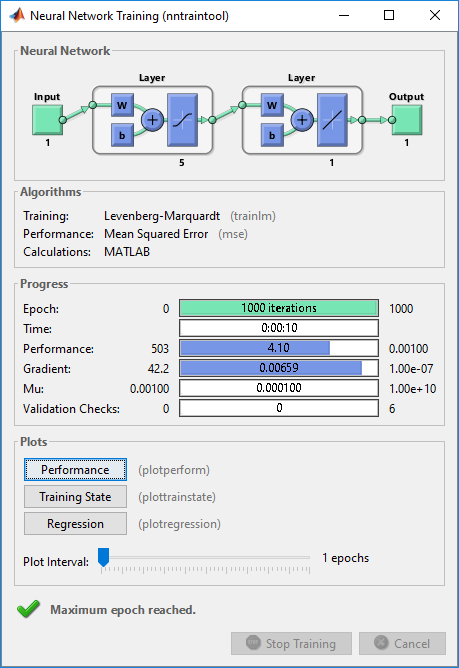 Neural Network Training (nntraintool)
Neural Network
Layer Layer
Input W b + W b + Output
1 5 1 1
Algorithms
Training: Levenberg-Marquardt (trainlm)
Performance: Mean Squared Error (mse)
Calculations: MATLAB
Progress
Epoch: 0 1000 iterations 1000
Time: 0:00:10
Performance: 503 4.10 0.00100
Gradient: 42.2 0.00659 1.00e-07
Mu: 0.00100 0.000100 1.00e+10
Validation Checks: 0 0 6
Plots
Performance (plotperform)
Training State (plottrainstate)
Regression (plotregression)
Plot Interval: 1 epochs
Maximum epoch reached.
Stop Training Cancel